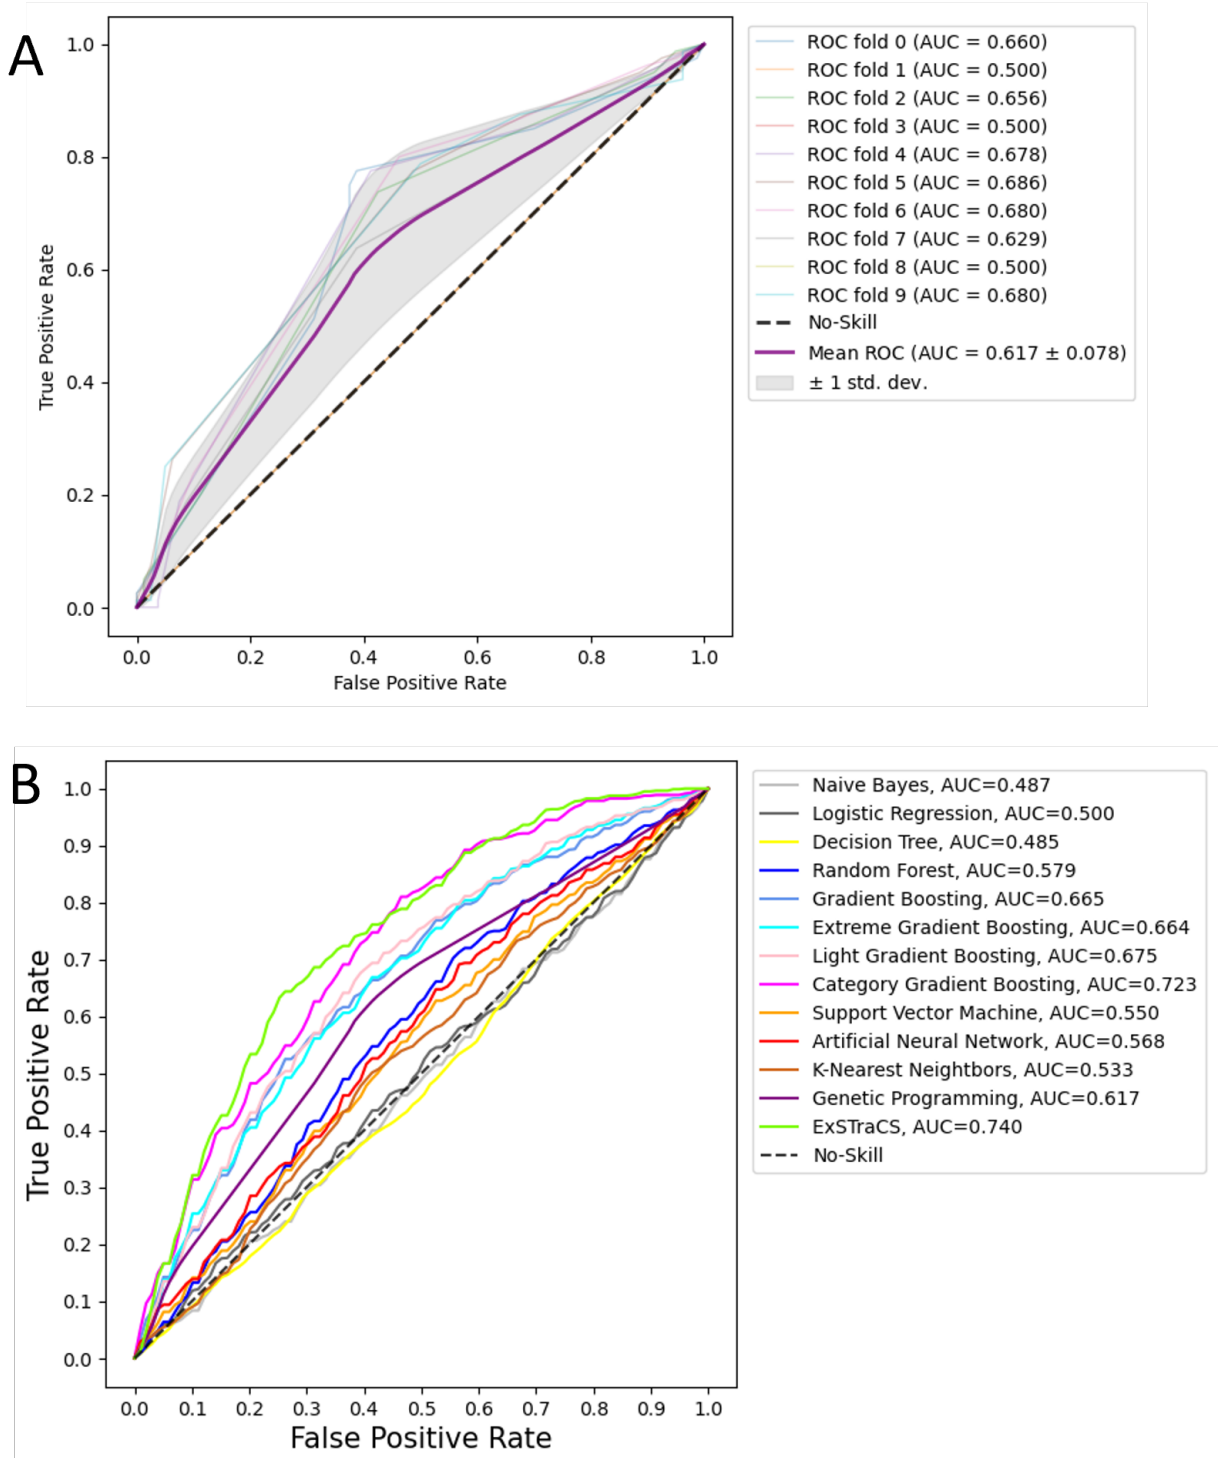 A
1.0
0.8
0.6
0.4
0.2
0.0
True Positive Rate
0.0 0.2 0.4 0.6 0.8 1.0
False Positive Rate
ROC fold 0 (AUC = 0.660)
ROC fold 1 (AUC = 0.500)
ROC fold 2 (AUC = 0.656)
ROC fold 3 (AUC = 0.500)
ROC fold 4 (AUC = 0.678)
ROC fold 5 (AUC = 0.686)
ROC fold 6 (AUC = 0.680)
ROC fold 7 (AUC = 0.629)
ROC fold 8 (AUC = 0.500)
ROC fold 9 (AUC = 0.680)
No-Skill
Mean ROC (AUC = 0.617 ± 0.078)
± 1 std. dev.
B
1.0
0.9
0.8
0.7
0.6
0.5
0.4
0.3
0.2
0.1
0.0
True Positive Rate
0.0 0.1 0.2 0.3 0.4 0.5 0.6 0.7 0.8 0.9 1.0
False Positive Rate
Naive Bayes, AUC=0.487
Logistic Regression, AUC=0.500
Decision Tree, AUC=0.485
Random Forest, AUC=0.579
Gradient Boosting, AUC=0.665
Extreme Gradient Boosting, AUC=0.664
Light Gradient Boosting, AUC=0.675
Category Gradient Boosting, AUC=0.723
Support Vector Machine, AUC=0.550
Artificial Neural Network, AUC=0.568
K-Nearest Neightbors, AUC=0.533
Genetic Programming, AUC=0.617
ExSTraCS, AUC=0.740
No-Skill